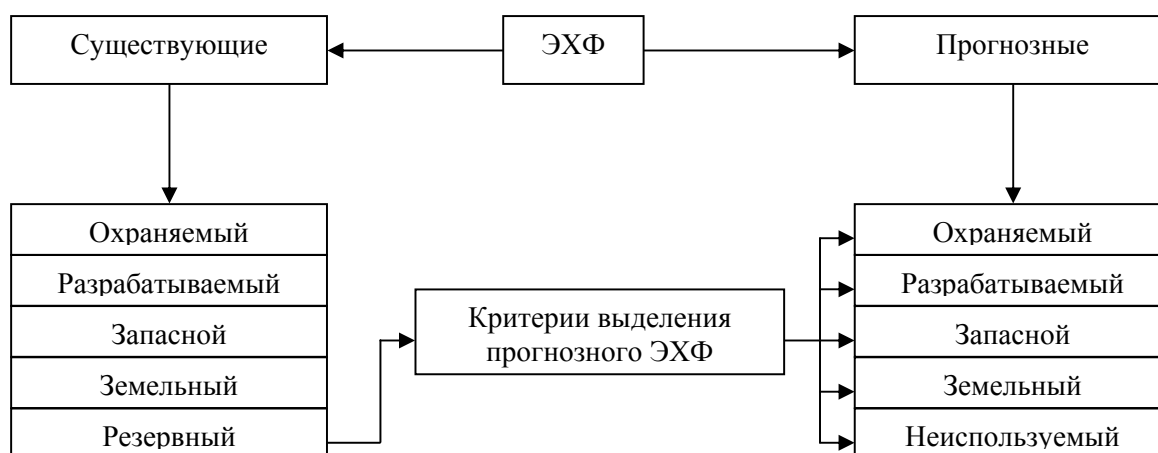 Существующие
ЭХФ
Прогнозные
Охраняемый
Разрабатываемый
Запасной
Земельный
Резервный
Критерии выделения
прогнозного ЭХФ
Охраняемый
Разрабатываемый
Запасной
Земельный
Неиспользуемый